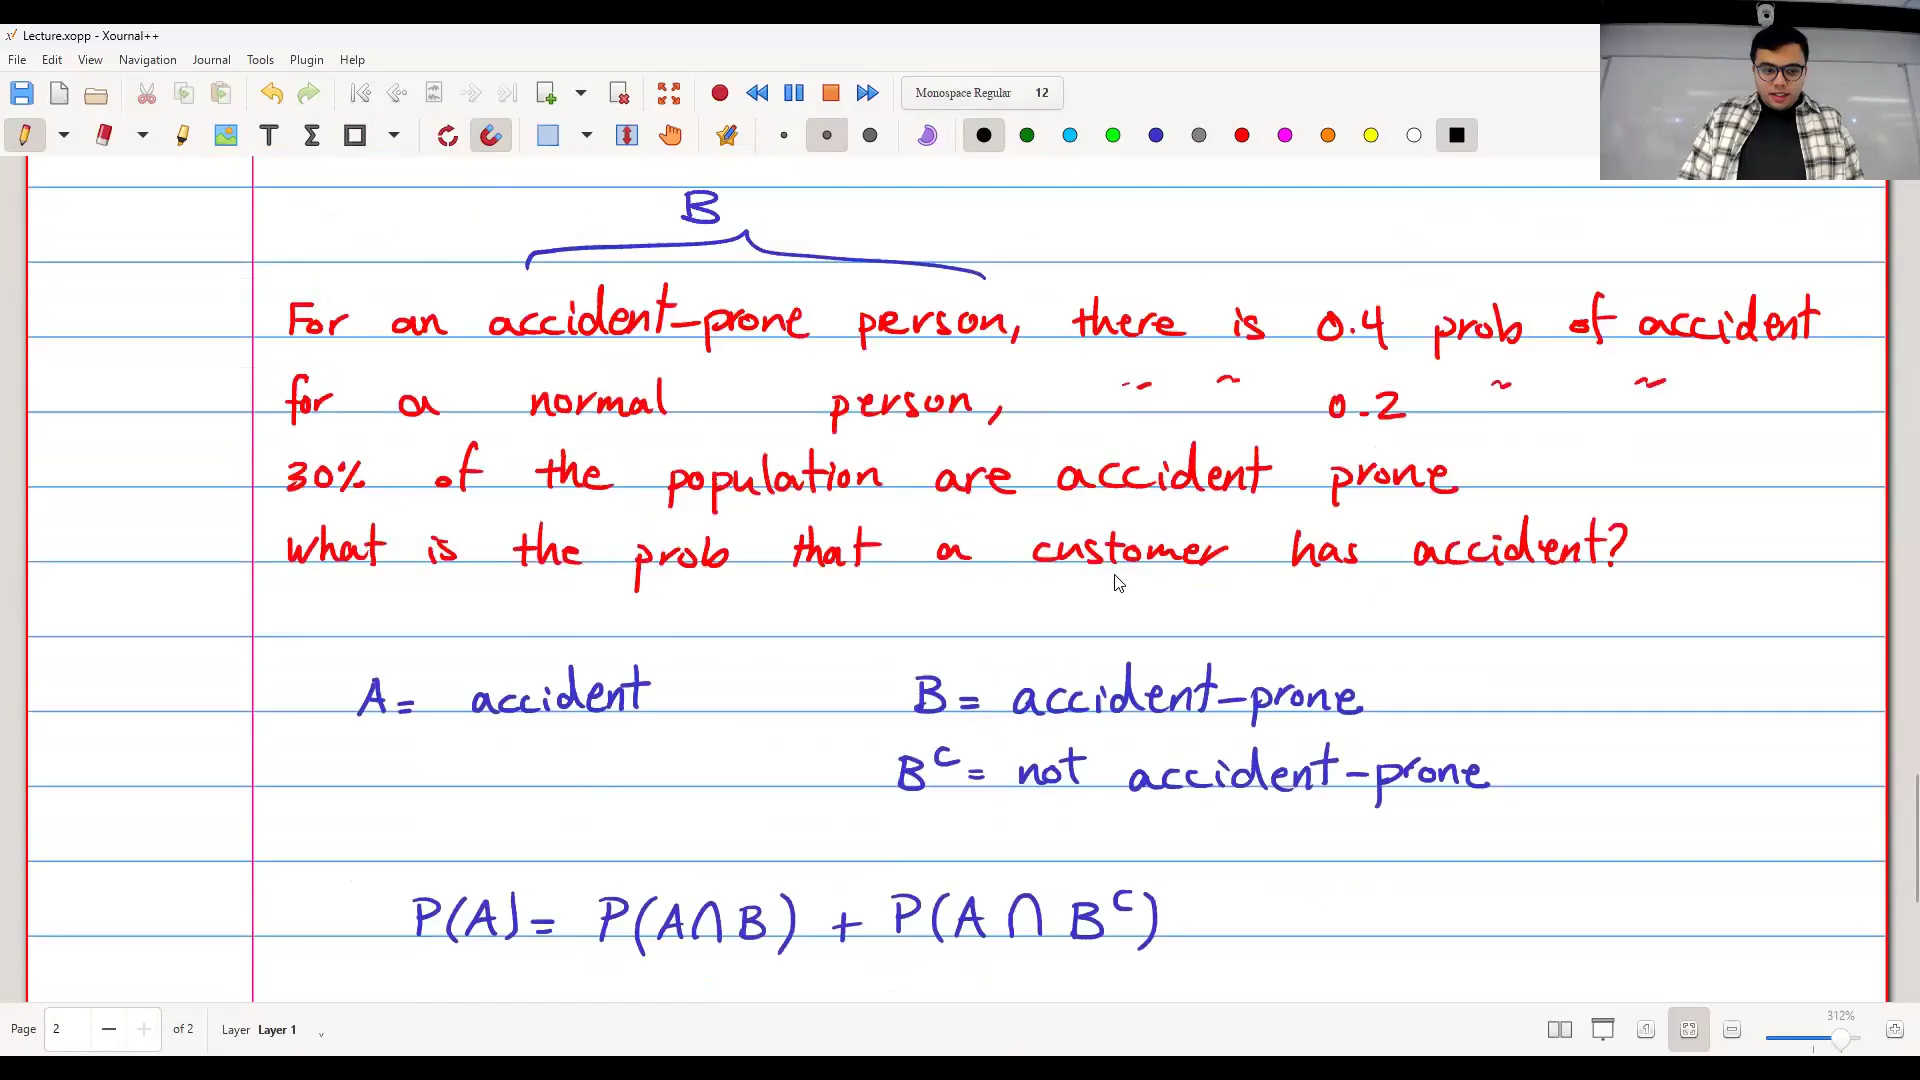 Lecture.xopp - Xournal++
File Edit View Navigation Journal Tools Plugin Help
Monospace Regular 12
B
For an accident-prone person, there is 0.4 prob of accident
for a normal person, ~ ~ 0.2 ~ ~
30% of the population are accident prone
what is the prob that a customer has accident?
A = accident B = accident-prone
Bᶜ = not accident-prone
P(A) = P(A∩B) + P(A ∩ Bᶜ)
Page 2 of 2 Layer Layer 1 312%